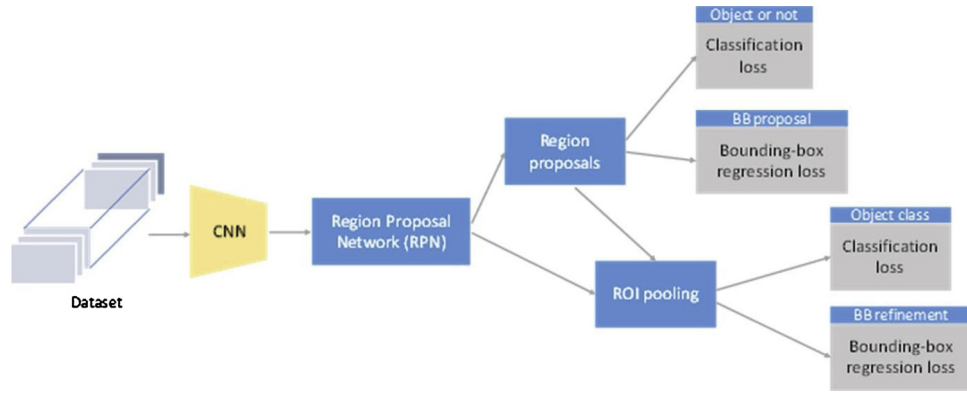 Object or not
Classification
loss
BB proposal
Bounding-box
regression loss
Region
proposals
CNN
Region Proposal
Network (RPN)
Dataset
ROI pooling
Object class
Classification
loss
BB refinement
Bounding-box
regression loss